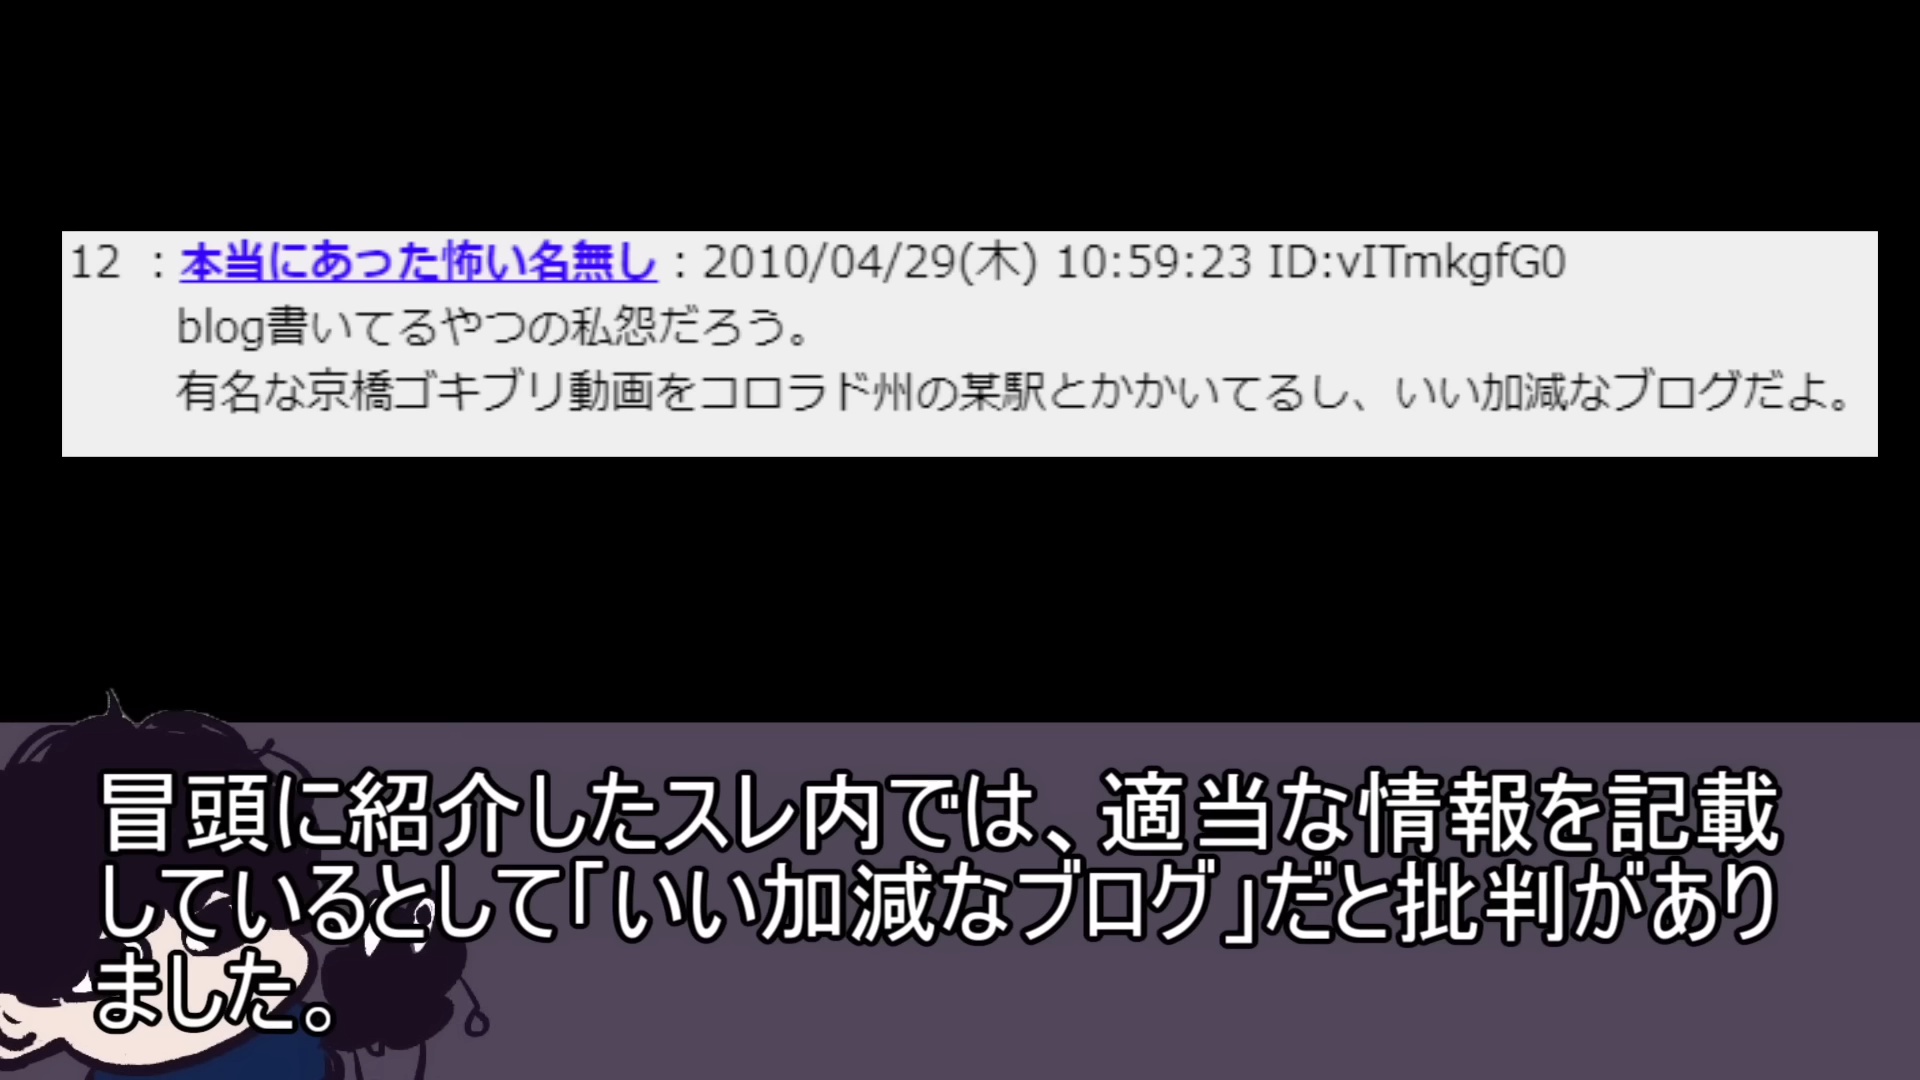 12 ：本当にあった怖い名無し：2010/04/29(木) 10:59:23 ID:vITmkgfG0
blog書いてるやつの私怨だろう。
有名な京橋ゴキブリ動画をコロラド州の某駅とかかいてるし、いい加減なブログだよ。
冒頭に紹介したスレ内では、適当な情報を記載
しているとして「いい加減なブログ」だと批判があり
ました。